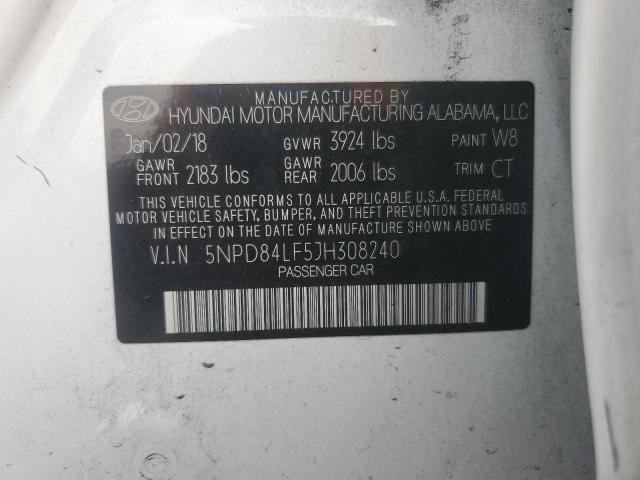 MANUFACTURED BY
HYUNDAI MOTOR MANUFACTURING ALABAMA, LLC
Jan/02/18 GVWR 3924 lbs PAINT W8
GAWR FRONT 2183 lbs GAWR REAR 2006 lbs TRIM CT
THIS VEHICLE CONFORMS TO ALL APPLICABLE U.S.A. FEDERAL
MOTOR VEHICLE SAFETY, BUMPER, AND THEFT PREVENTION STANDARDS
IN EFFECT ON THE DATE OF MANUFACTURE SHOWN ABOVE.
V.I.N 5NPD84LF5JH308240
PASSENGER CAR